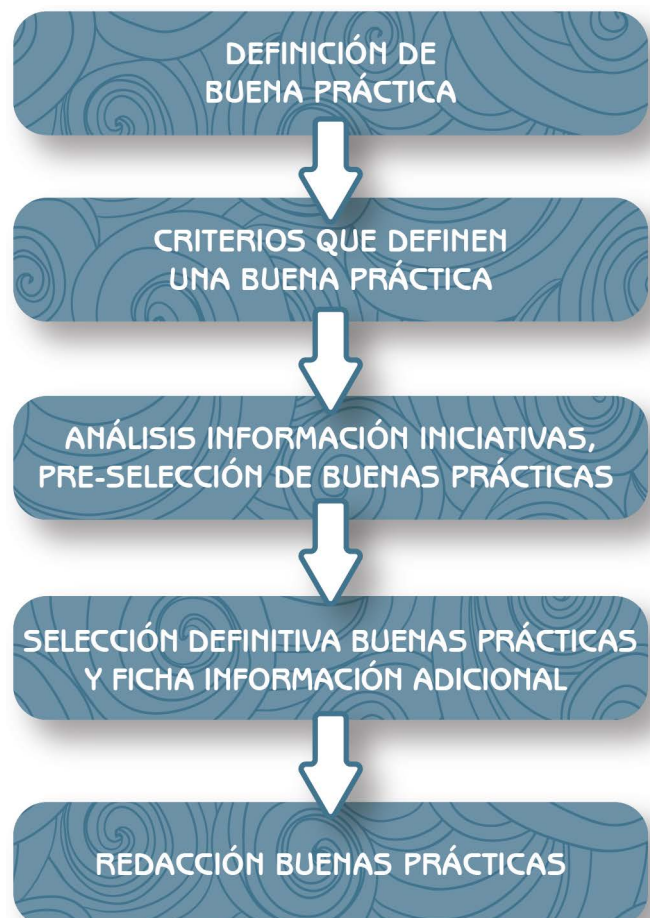 DEFINICIÓN DE
BUENA PRÁCTICA
CRITERIOS QUE DEFINEN
UNA BUENA PRÁCTICA
ANÁLISIS INFORMACIÓN INICIATIVAS,
PRE-SELECCIÓN DE BUENAS PRÁCTICAS
SELECCIÓN DEFINITIVA BUENAS PRÁCTICAS
Y FICHA INFORMACIÓN ADICIONAL
REDACCIÓN BUENAS PRÁCTICAS